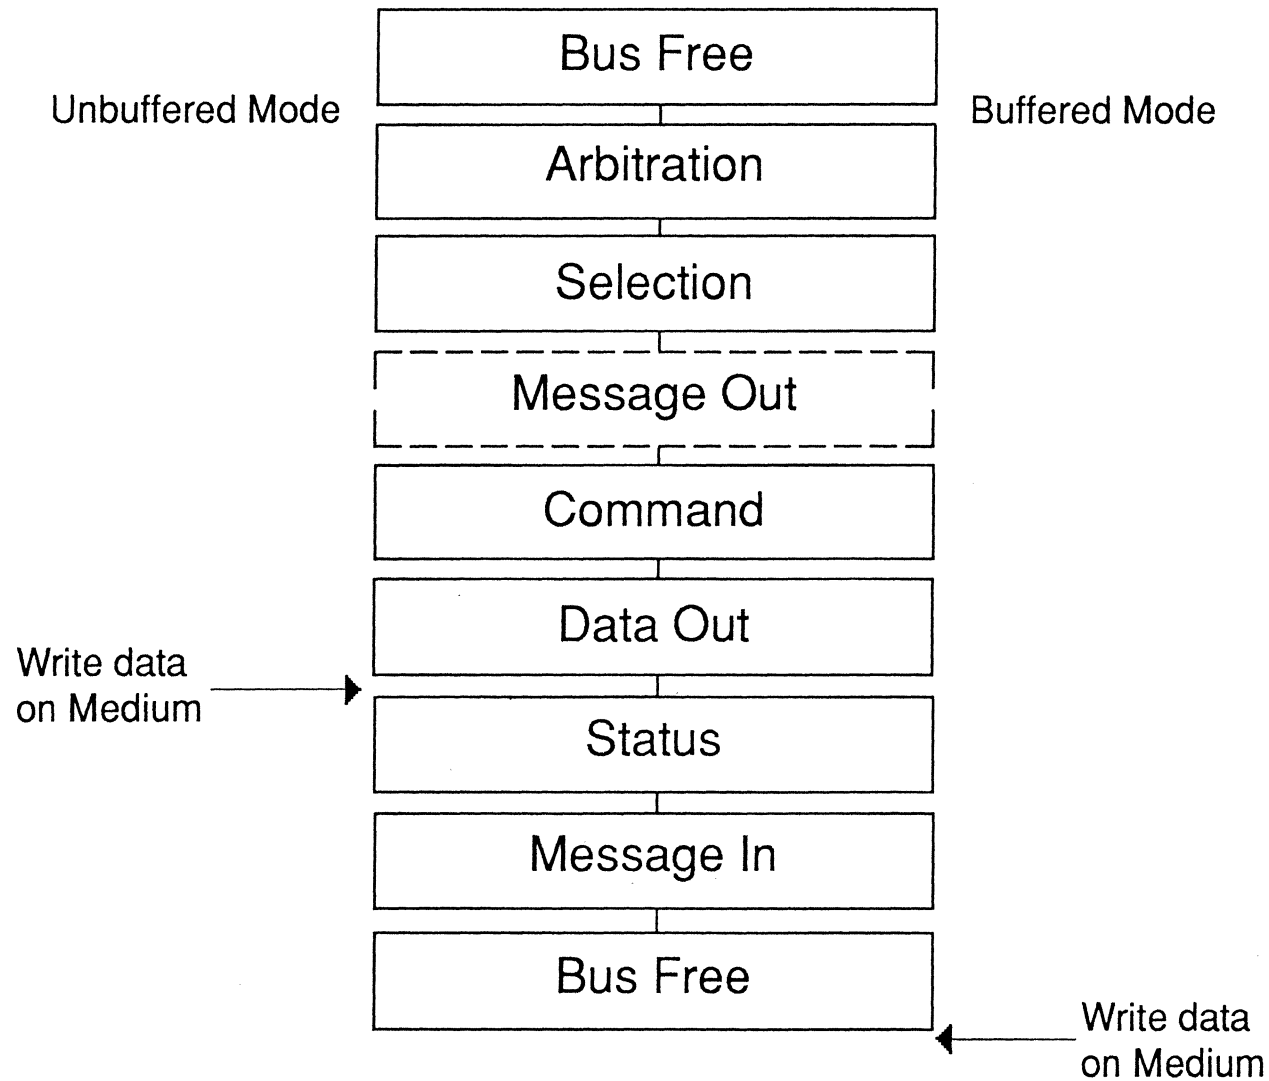 Bus Free
Unbuffered Mode
Buffered Mode
Arbitration
Selection
Message Out
Command
Data Out
Write data
on Medium
Status
Message In
Bus Free
Write data
on Medium